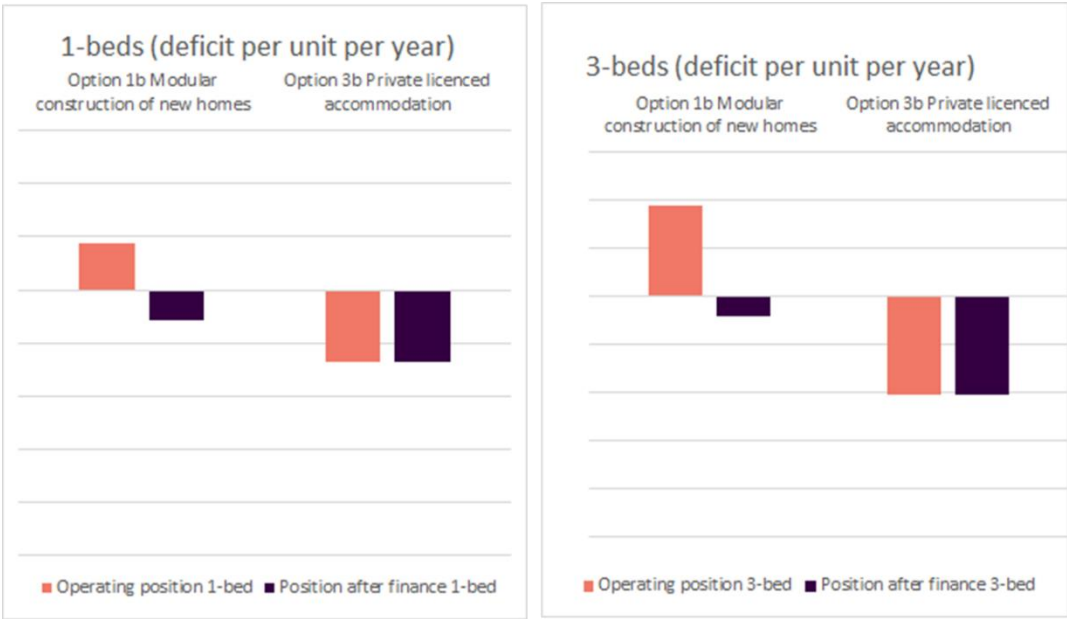 1-beds (deficit per unit per year)
Option 1b Modular
construction of new homes
Option 3b Private licenced
accommodation
Operating position 1-bed
Position after finance 1-bed
3-beds (deficit per unit per year)
Option 1b Modular
construction of new homes
Option 3b Private licenced
accommodation
Operating position 3-bed
Position after finance 3-bed